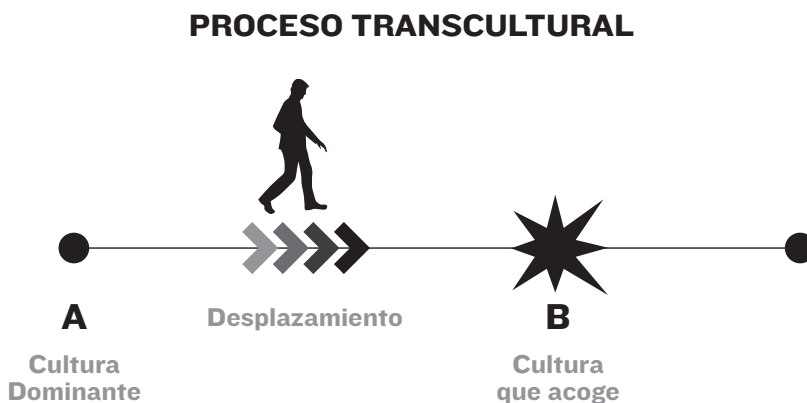 PROCESO TRANSCULTURAL
Desplazamiento
A
B
Cultura
Dominante
Cultura
que acoge